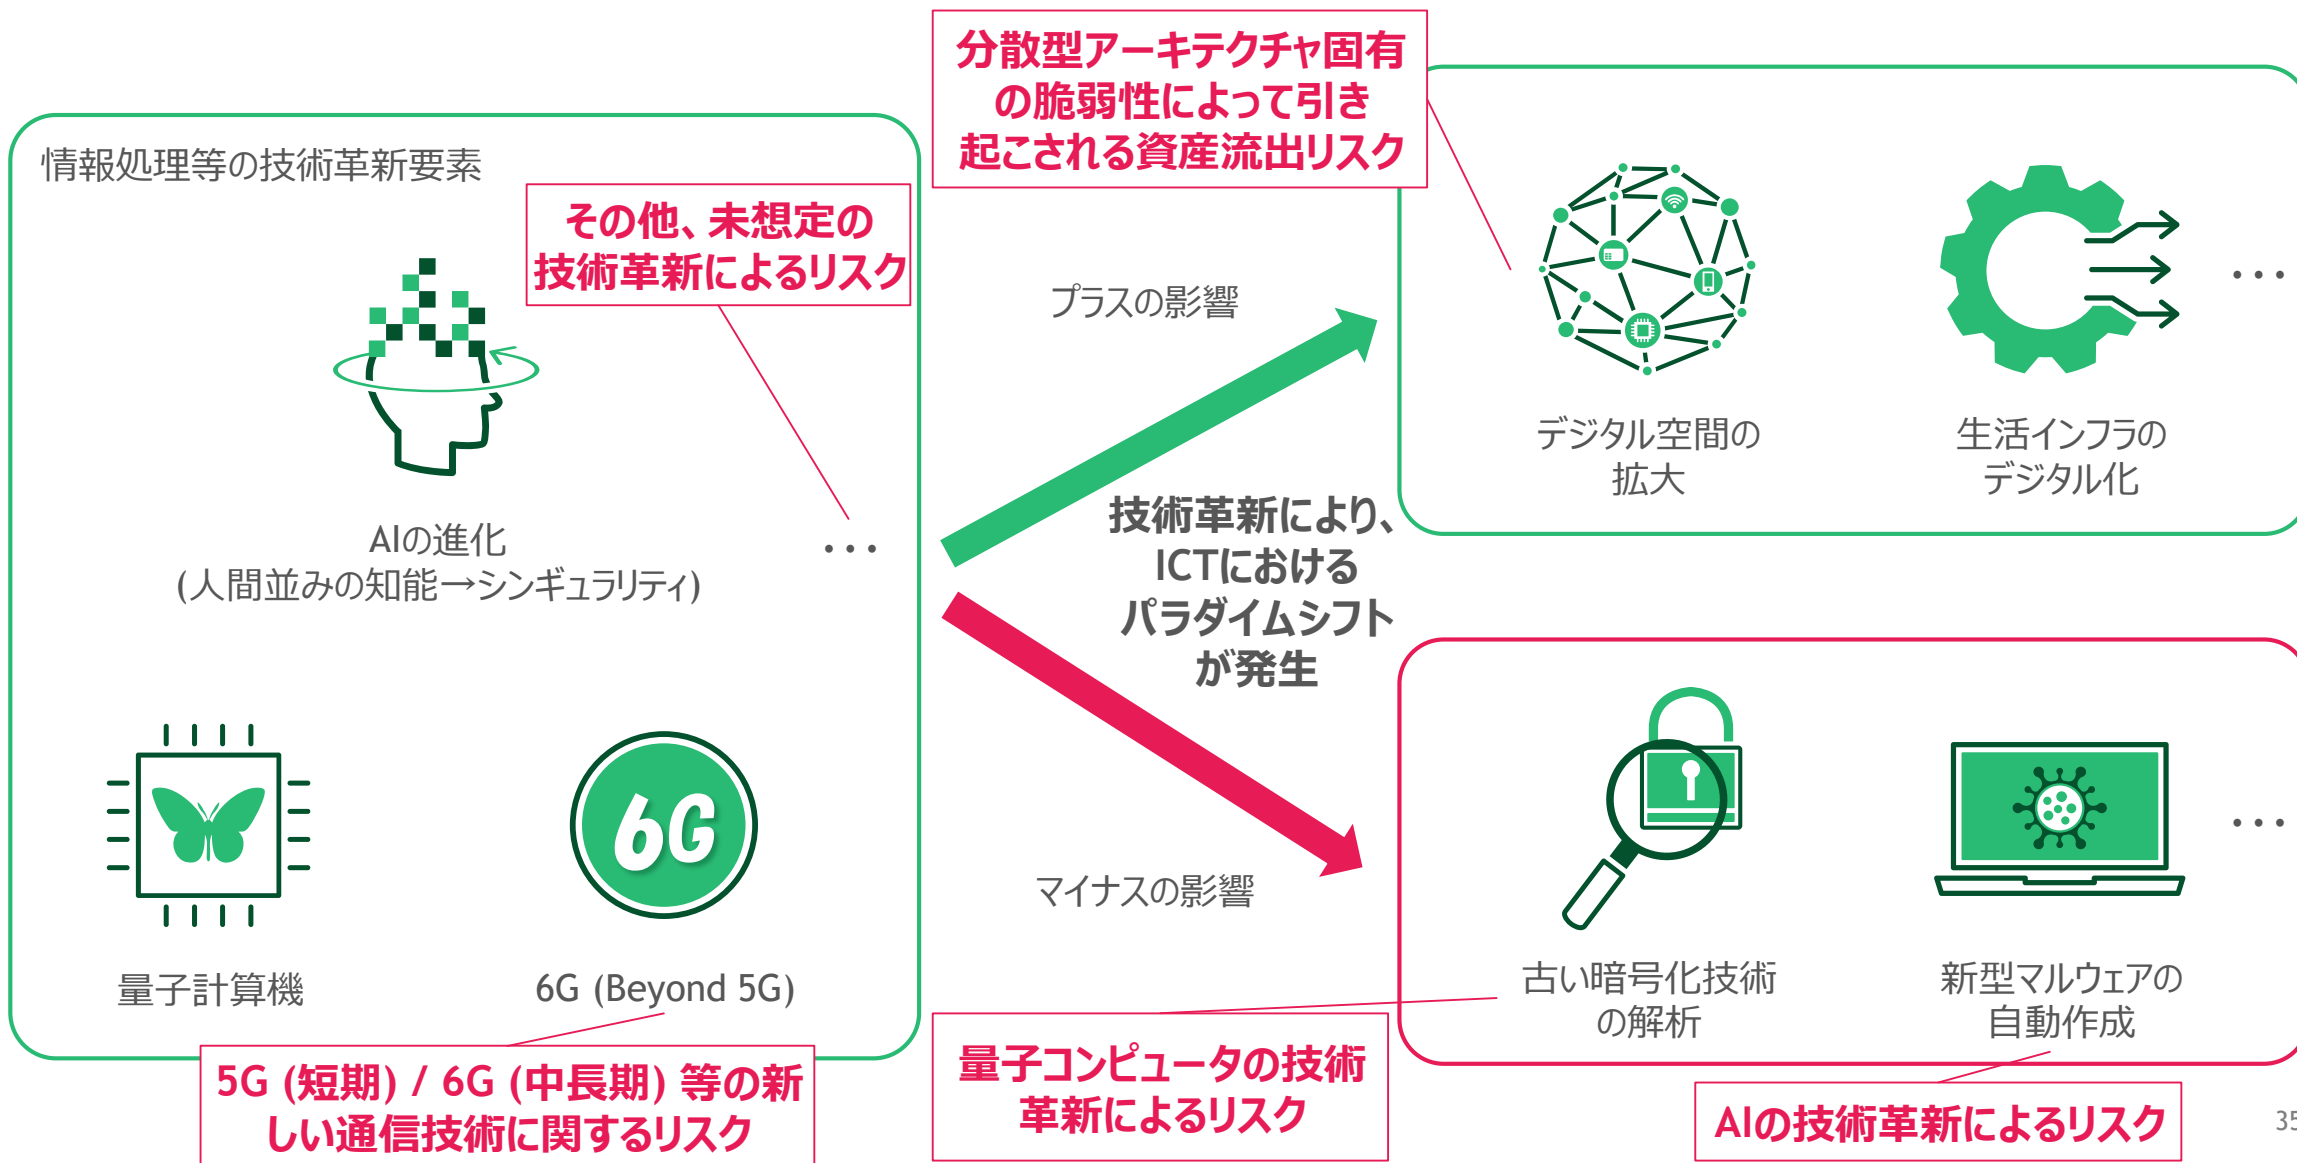 分散型アーキテクチャ固有
の脆弱性によって引き
起こされる資産流出リスク
情報処理等の技術革新要素
その他、未想定の
技術革新によるリスク
AIの進化
(人間並みの知能→シンギュラリティ)
…
量子計算機
6G
6G (Beyond 5G)
5G (短期) / 6G (中長期) 等の新
しい通信技術に関するリスク
プラスの影響
技術革新により、
ICTにおける
パラダイムシフト
が発生
マイナスの影響
デジタル空間の
拡大
生活インフラの
デジタル化
…
古い暗号化技術
の解析
新型マルウェアの
自動作成
…
量子コンピュータの技術
革新によるリスク
AIの技術革新によるリスク
35